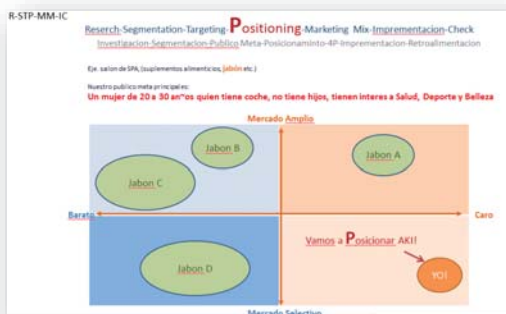 R-STP-MM-IC
Reserch-Segmentation-Targeting-Positioning-Marketing Mix-Imprementation-Check
Investigacion-Segmentacion-Publico Meta-Posicionaminto-4P-Imprementacion-Retroalimentacion
Eje. salon de SPA, (suplementos alimenticios, jabón etc.)
Nuestro publico meta principales:
Un mujer de 20 a 30 an~os quien tiene coche, no tiene hijos, tienen interes a Salud, Deporte y Belleza
Mercado Amplio
Jabon B
Jabon A
Jabon C
Barato
Caro
Vamos a Posicionar AKI!
Jabon D
YO!
Mercado Selectivo